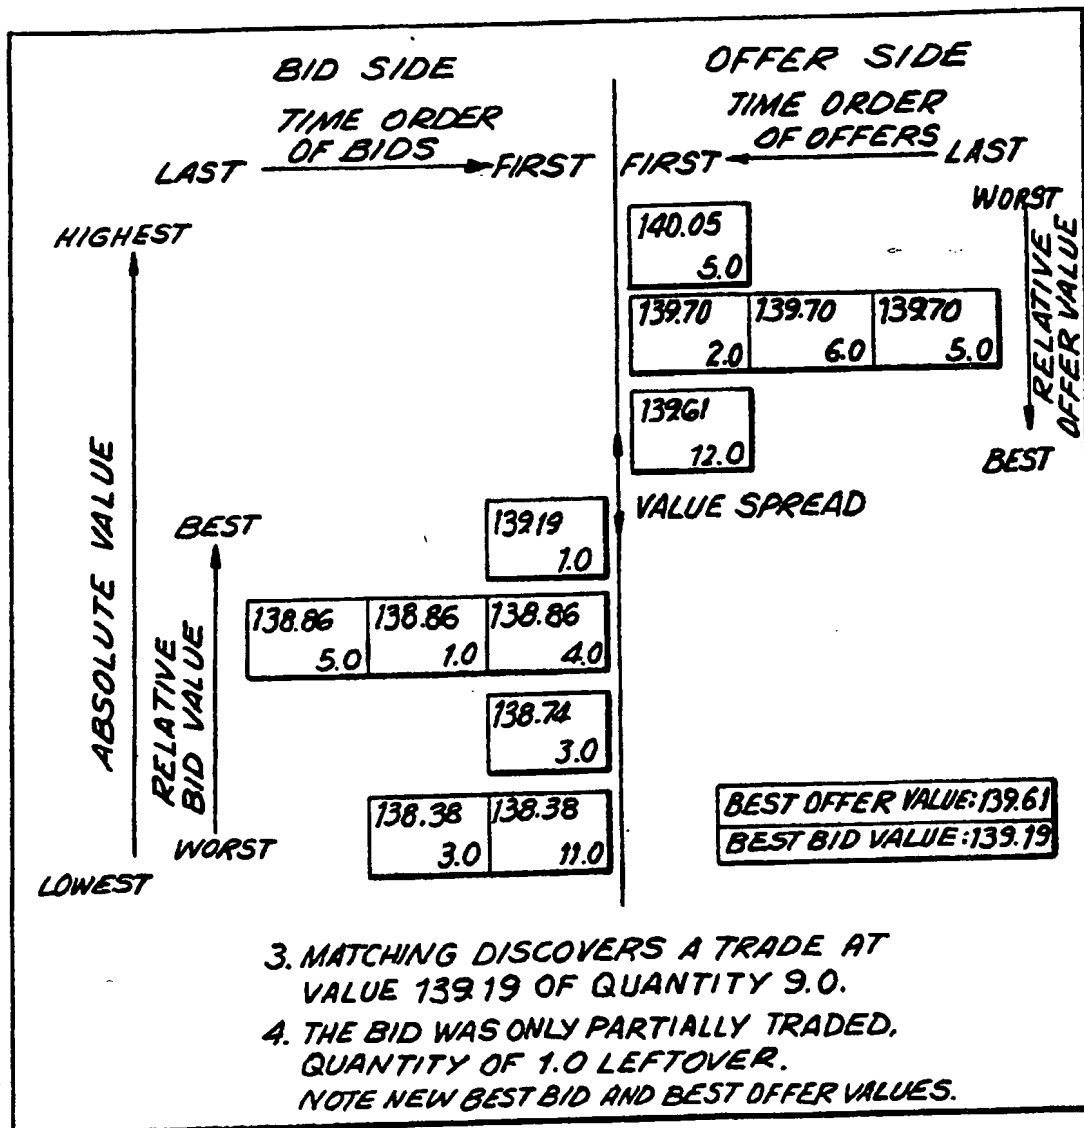 BID SIDE
TIME ORDER
OF BIDS
LAST
FIRST
OFFER SIDE
TIME ORDER
OF OFFERS
FIRST
LAST
HIGHEST
ABSOLUTE VALUE
LOWEST
BEST
RELATIVE
BID VALUE
WORST
WORST
RELATIVE
OFFER VALUE
BEST
140.05
5.0
139.70 139.70 139.70
2.0 6.0 5.0
139.61
12.0
VALUE SPREAD
139.19
1.0
138.86 138.86 138.86
5.0 1.0 4.0
138.74
3.0
138.38 138.38
3.0 11.0
BEST OFFER VALUE:139.61
BEST BID VALUE:139.19
3. MATCHING DISCOVERS A TRADE AT
VALUE 139.19 OF QUANTITY 9.0.
4. THE BID WAS ONLY PARTIALLY TRADED,
QUANTITY OF 1.0 LEFTOVER.
NOTE NEW BEST BID AND BEST OFFER VALUES.